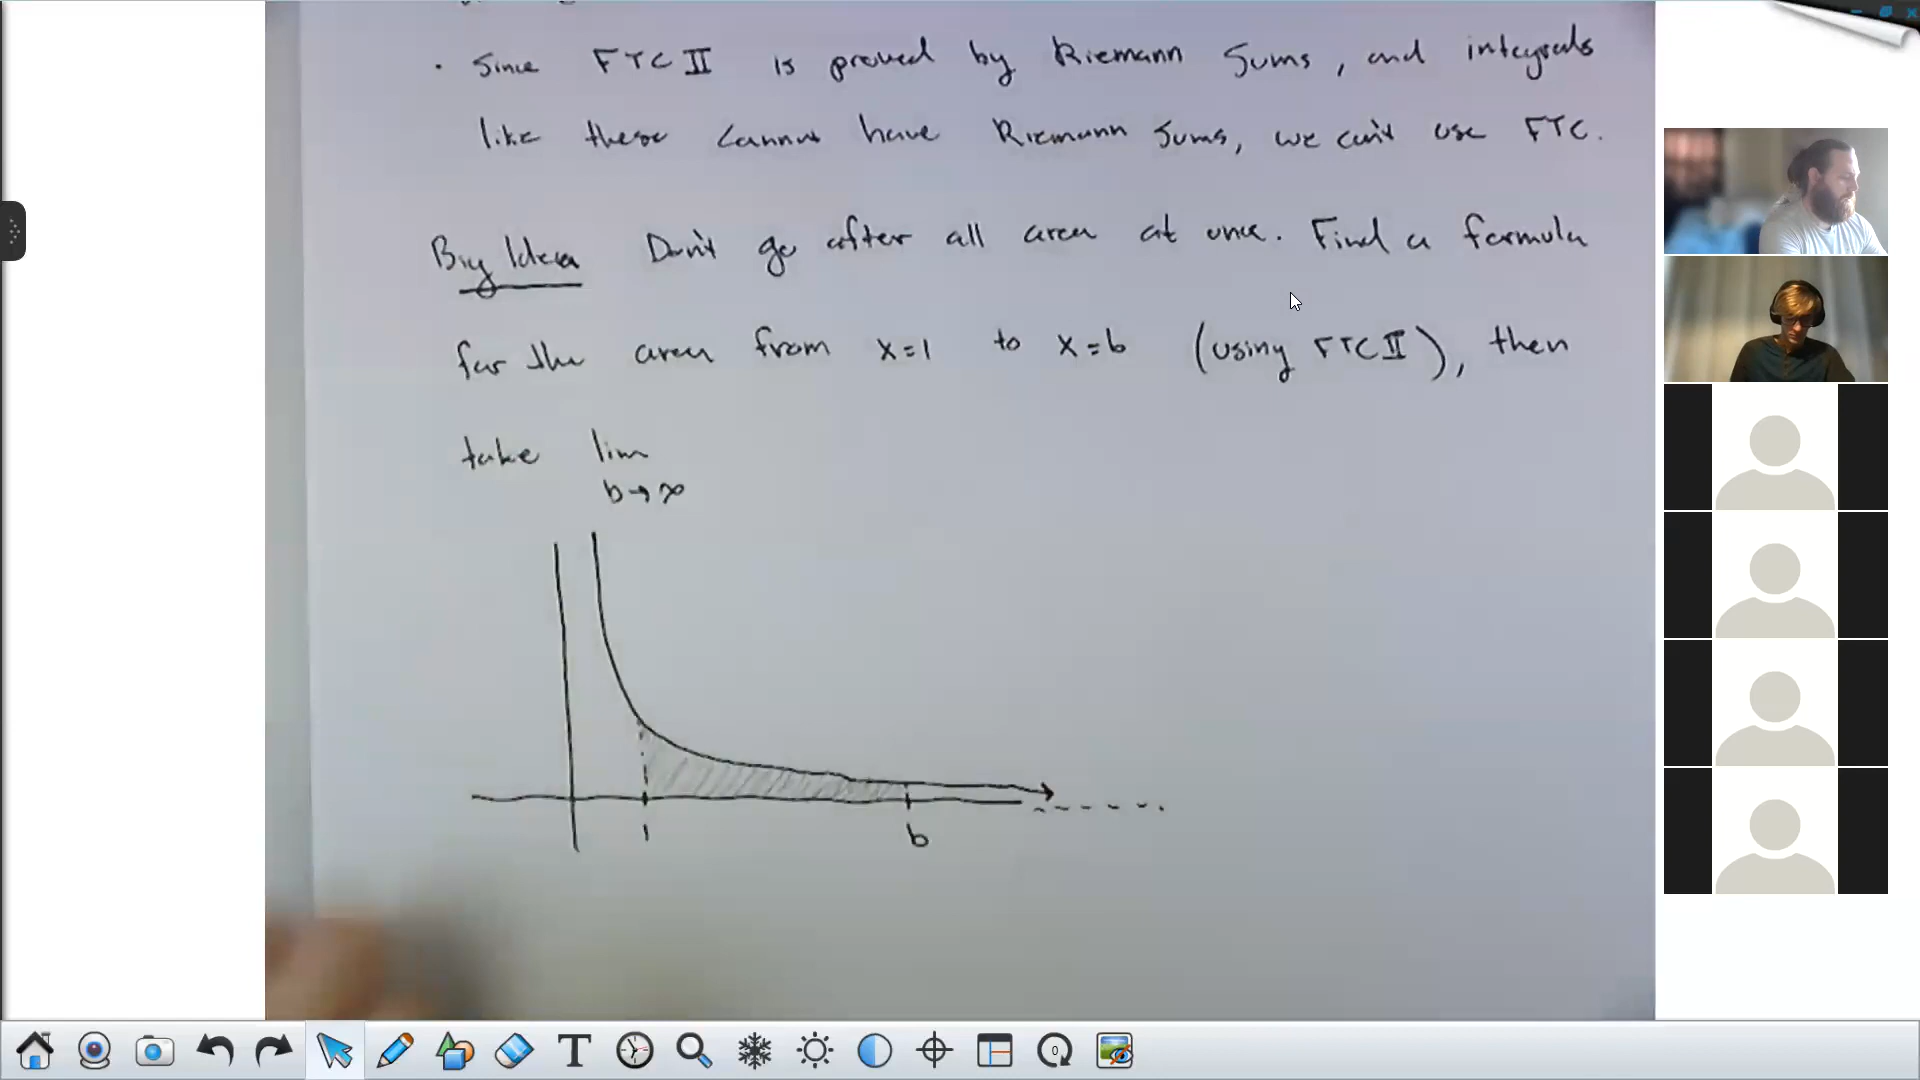 • Since FTC II is proved by Riemann Sums, and integrals
like these cannot have Riemann Sums, we can't use FTC.
Big Idea Don't go after all area at once. Find a formula
for the area from x=1 to x=b (using FTC II), then
take lim
b→∞
1 b
T
0